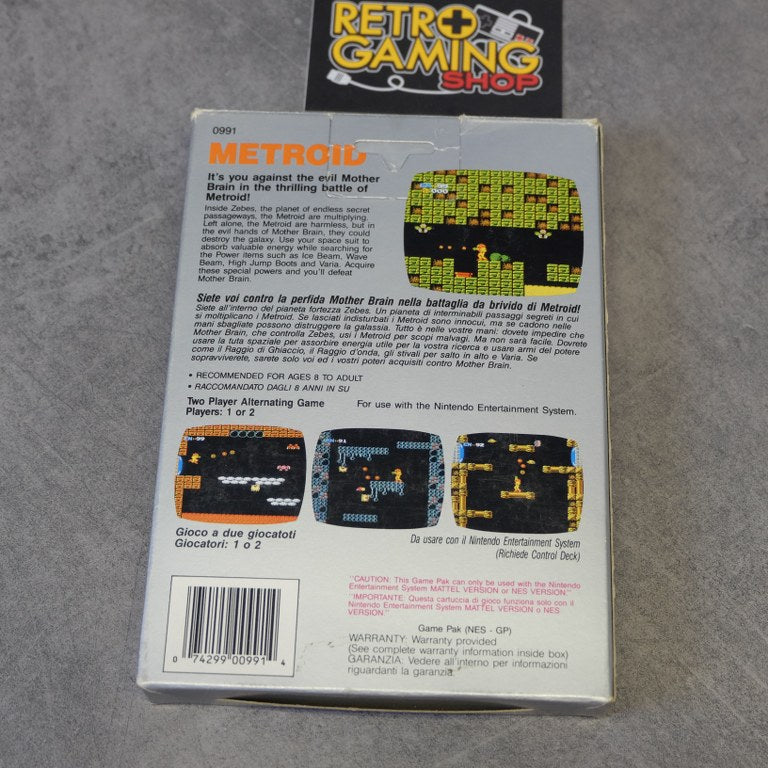 RETRO
GAMING
SHOP
0991
METROID
It's you against the evil Mother
Brain in the thrilling battle of
Metroid!
Inside Zebes, the planet of endless secret
passageways, the Metroid are multiplying.
Left alone, the Metroid are harmless, but in
the evil hands of Mother Brain, they could
destroy the galaxy. Use your space suit to
absorb valuable energy while searching for
the Power items such as Ice Beam, Wave
Beam, High Jump Boots and Varia. Acquire
these special powers and you'll defeat
Mother Brain.
Siete voi contro la perfida Mother Brain nella battaglia da brivido di Metroid!
Siete all'interno del pianeta fortezza Zebes. Un pianeta di interminabili passaggi segreti in cui
si moltiplicano i Metroid. Se lasciati indisturbati i Metroid sono innocui, ma se cadono nelle
mani sbagliate possono distruggere la galassia. Tutto è nelle vostre mani: dovete impedire che
Mother Brain, che controlla Zebes, usi i Metroid per scopi malvagi. Ma non sarà facile. Dovrete
usare la tuta spaziale per assorbire energia utile per la vostra ricerca e usare armi del potere
come il Raggio di Ghiaccio, il Raggio d'onda, gli stivali per salto in alto e Varia. Se
sopravviverete, sarete solo voi ed i vostri poteri acquisiti contro Mother Brain.
• RECOMMENDED FOR AGES 8 TO ADULT
• RACCOMANDATO DAGLI 8 ANNI IN SU
Two Player Alternating Game
Players: 1 or 2
For use with the Nintendo Entertainment System.
EN..99
EN..91
EN..92
Gioco a due giocatoti
Giocatori: 1 o 2
Da usare con il Nintendo Entertainment System
(Richiede Control Deck)
"CAUTION: This Game Pak can only be used with the Nintendo
Entertainment System MATTEL VERSION or NES VERSION."
"IMPORTANTE: Questa cartuccia di gioco funziona solo con il
Nintendo Entertainment System MATTEL VERSION o NES
VERSION."
Game Pak (NES - GP)
WARRANTY: Warranty provided
(See complete warranty information inside box)
GARANZIA: Vedere all'interno per informazioni
riguardanti la garanzia.
0 74299 00991 4